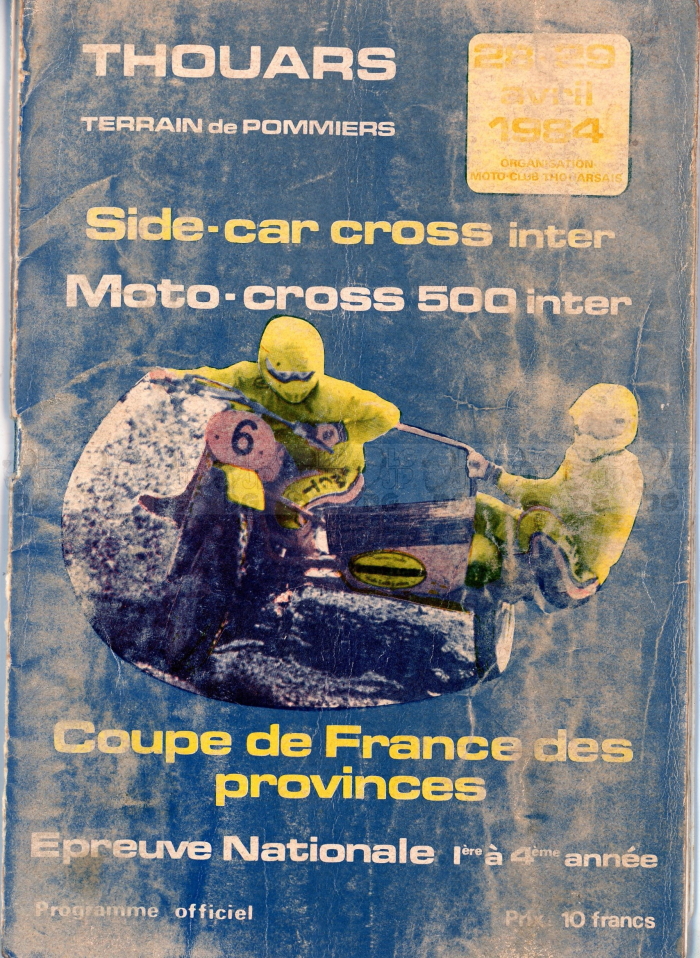 THOUARS
TERRAIN de POMMIERS
28-29
avril
1984
ORGANISATION
MOTO-CLUB THOUARSAIS
Side-car cross inter
Moto-cross 500 inter
6
Coupe de France des
provinces
Epreuve Nationale 1ère à 4ème année
Programme officiel
Prix 10 francs